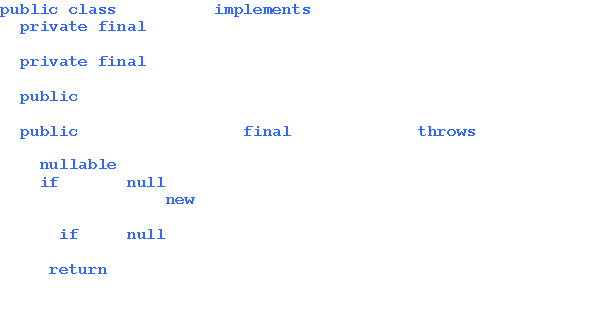 public class implements
private final
private final
public
public final throws
nullable
if null
new
if null
return